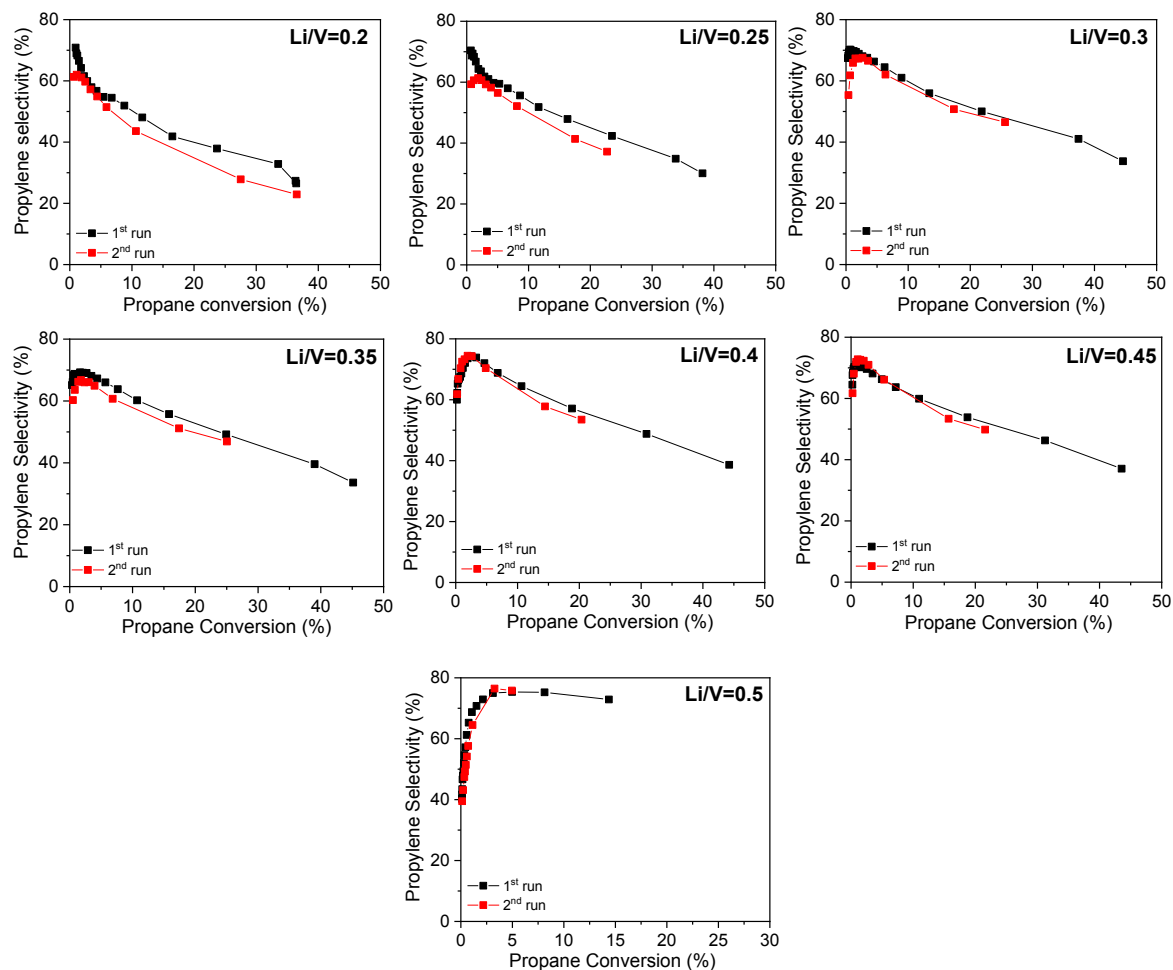 Li/V=0.2
Propylene selectivity (%)
80
60
40
20
0
1st run
2nd run
0 10 20 30 40 50
Propane conversion (%)
Li/V=0.25
Propylene Selectivity (%)
80
60
40
20
0
1st run
2nd run
0 10 20 30 40 50
Propane Conversion (%)
Li/V=0.3
Propylene Selectivity (%)
80
60
40
20
0
1st run
2nd run
0 10 20 30 40 50
Propane Conversion (%)
Li/V=0.35
Propylene Selectivity (%)
80
60
40
20
0
1st run
2nd run
0 10 20 30 40 50
Propane Conversion (%)
Li/V=0.4
Propylene Selectivity (%)
80
60
40
20
0
1st run
2nd run
0 10 20 30 40 50
Propane Conversion (%)
Li/V=0.45
Propylene Selectivity (%)
80
60
40
20
0
1st run
2nd run
0 10 20 30 40 50
Propane Conversion (%)
Li/V=0.5
Propylene Selectivity (%)
80
60
40
20
0
1st run
2nd run
0 5 10 15 20 25 30
Propane Conversion (%)